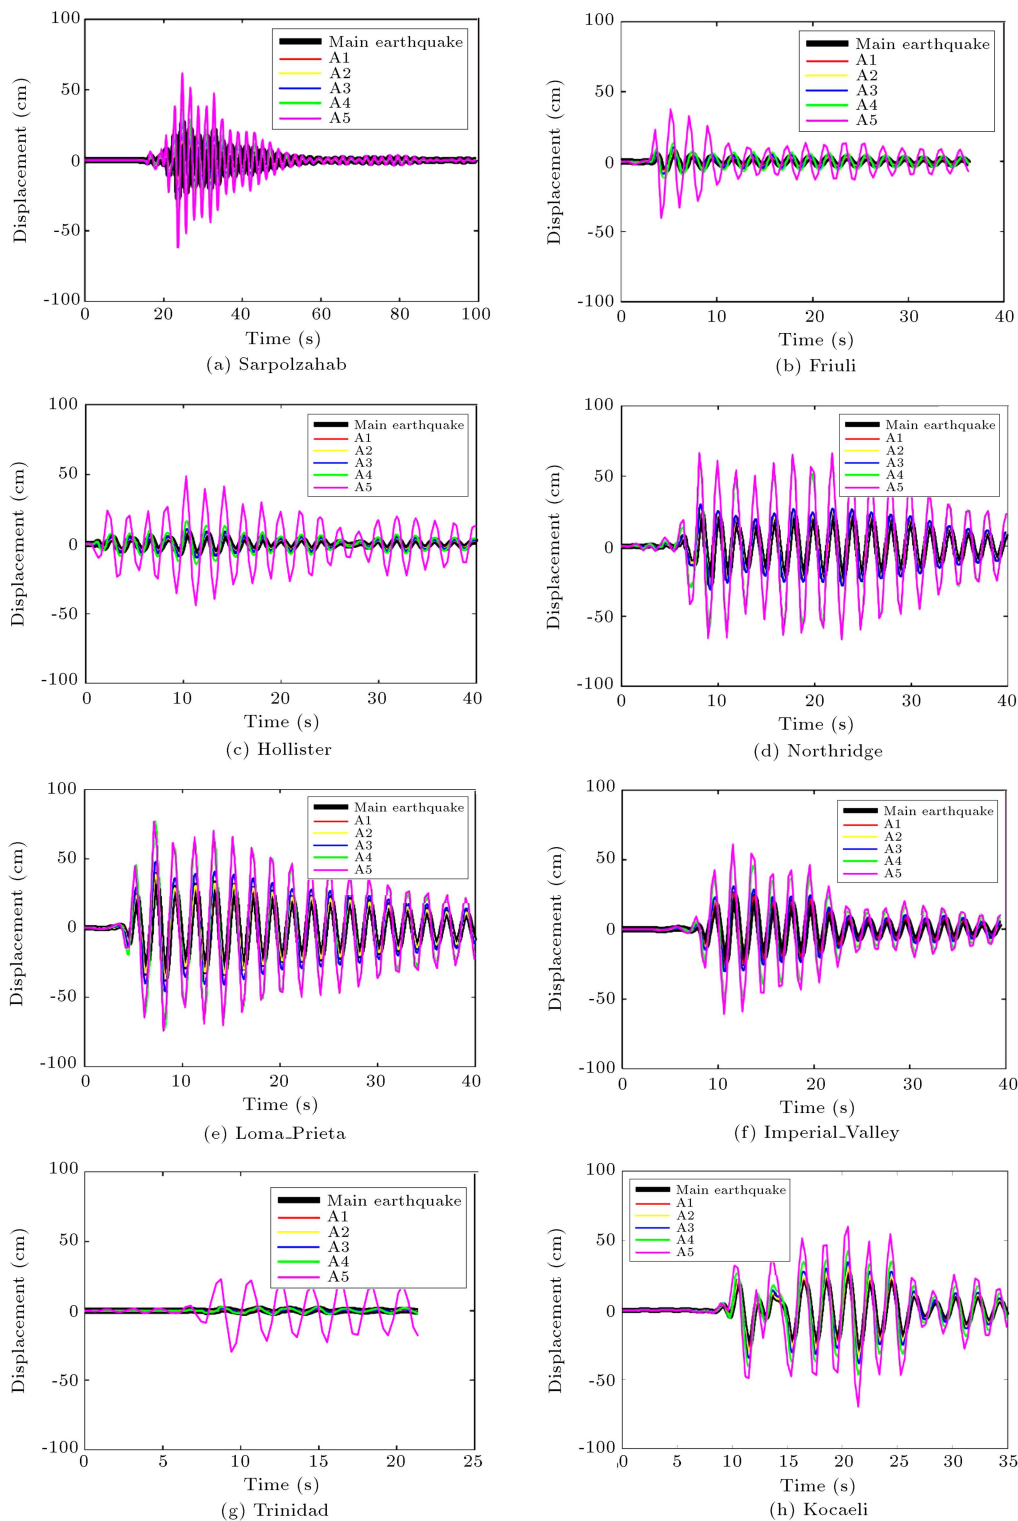 100
50
0
-50
-100
Displacement (cm)
Main earthquake
A1
A2
A3
A4
A5
0 20 40 60 80 100
Time (s)
(a) Sarpolzahab
100
50
0
-50
-100
Displacement (cm)
Main earthquake
A1
A2
A3
A4
A5
0 10 20 30 40
Time (s)
(b) Friuli
100
50
0
-50
-100
Displacement (cm)
Main earthquake
A1
A2
A3
A4
A5
0 10 20 30 40
Time (s)
(c) Hollister
100
50
0
-50
-100
Displacement (cm)
Main earthquake
A1
A2
A3
A4
A5
0 10 20 30 40
Time (s)
(d) Northridge
100
50
0
-50
-100
Displacement (cm)
Main earthquake
A1
A2
A3
A4
A5
0 10 20 30 40
Time (s)
(e) Loma_Prieta
100
50
0
-50
-100
Displacement (cm)
Main earthquake
A1
A2
A3
A4
A5
0 10 20 30 40
Time (s)
(f) Imperial_Valley
100
50
0
-50
-100
Displacement (cm)
Main earthquake
A1
A2
A3
A4
A5
0 5 10 15 20 25
Time (s)
(g) Trinidad
100
50
0
-50
-100
Displacement (cm)
Main earthquake
A1
A2
A3
A4
A5
0 5 10 15 20 25 30 35
Time (s)
(h) Kocaeli